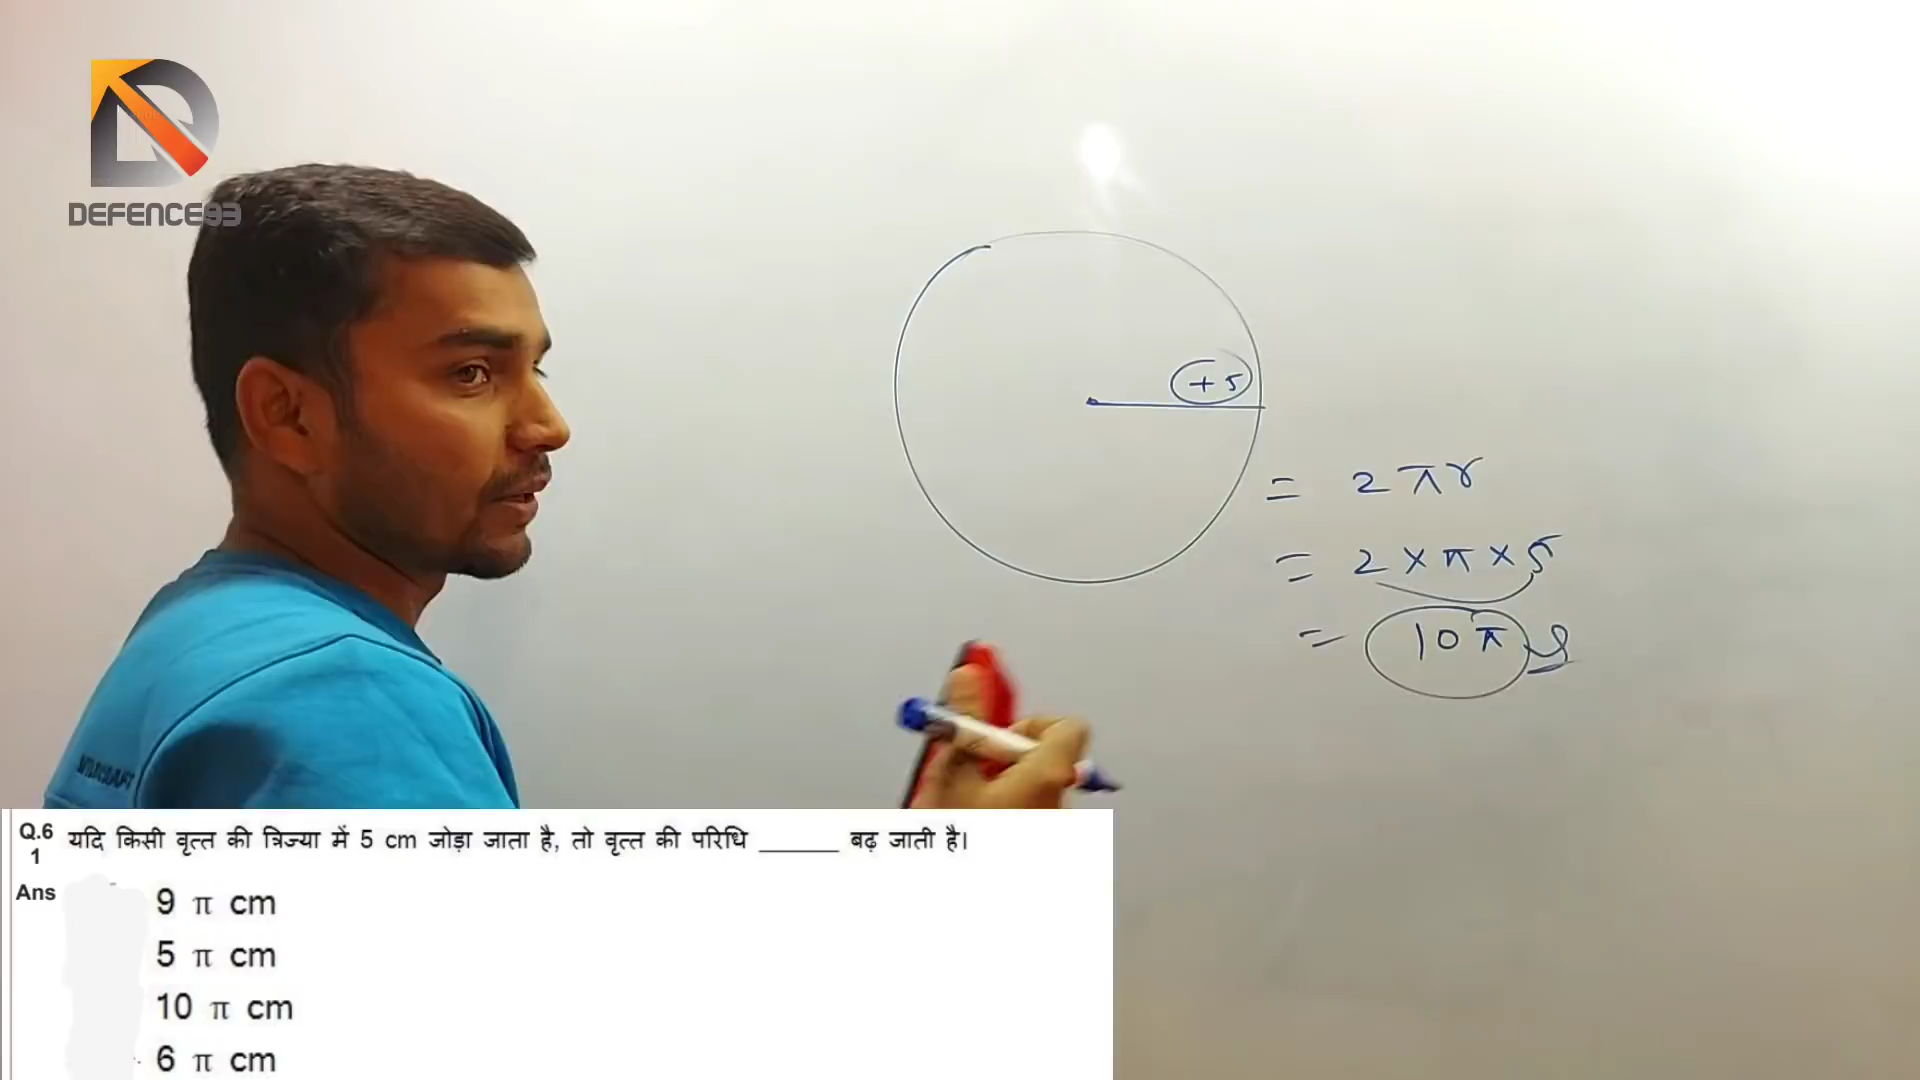 DEFENCE93
+5
= 2πr
= 2×π×5
= 10π
Q.6
1
यदि किसी वृत्त की त्रिज्या में 5 cm जोड़ा जाता है, तो वृत्त की परिधि ______ बढ़ जाती है।
Ans
9 π cm
5 π cm
10 π cm
6 π cm